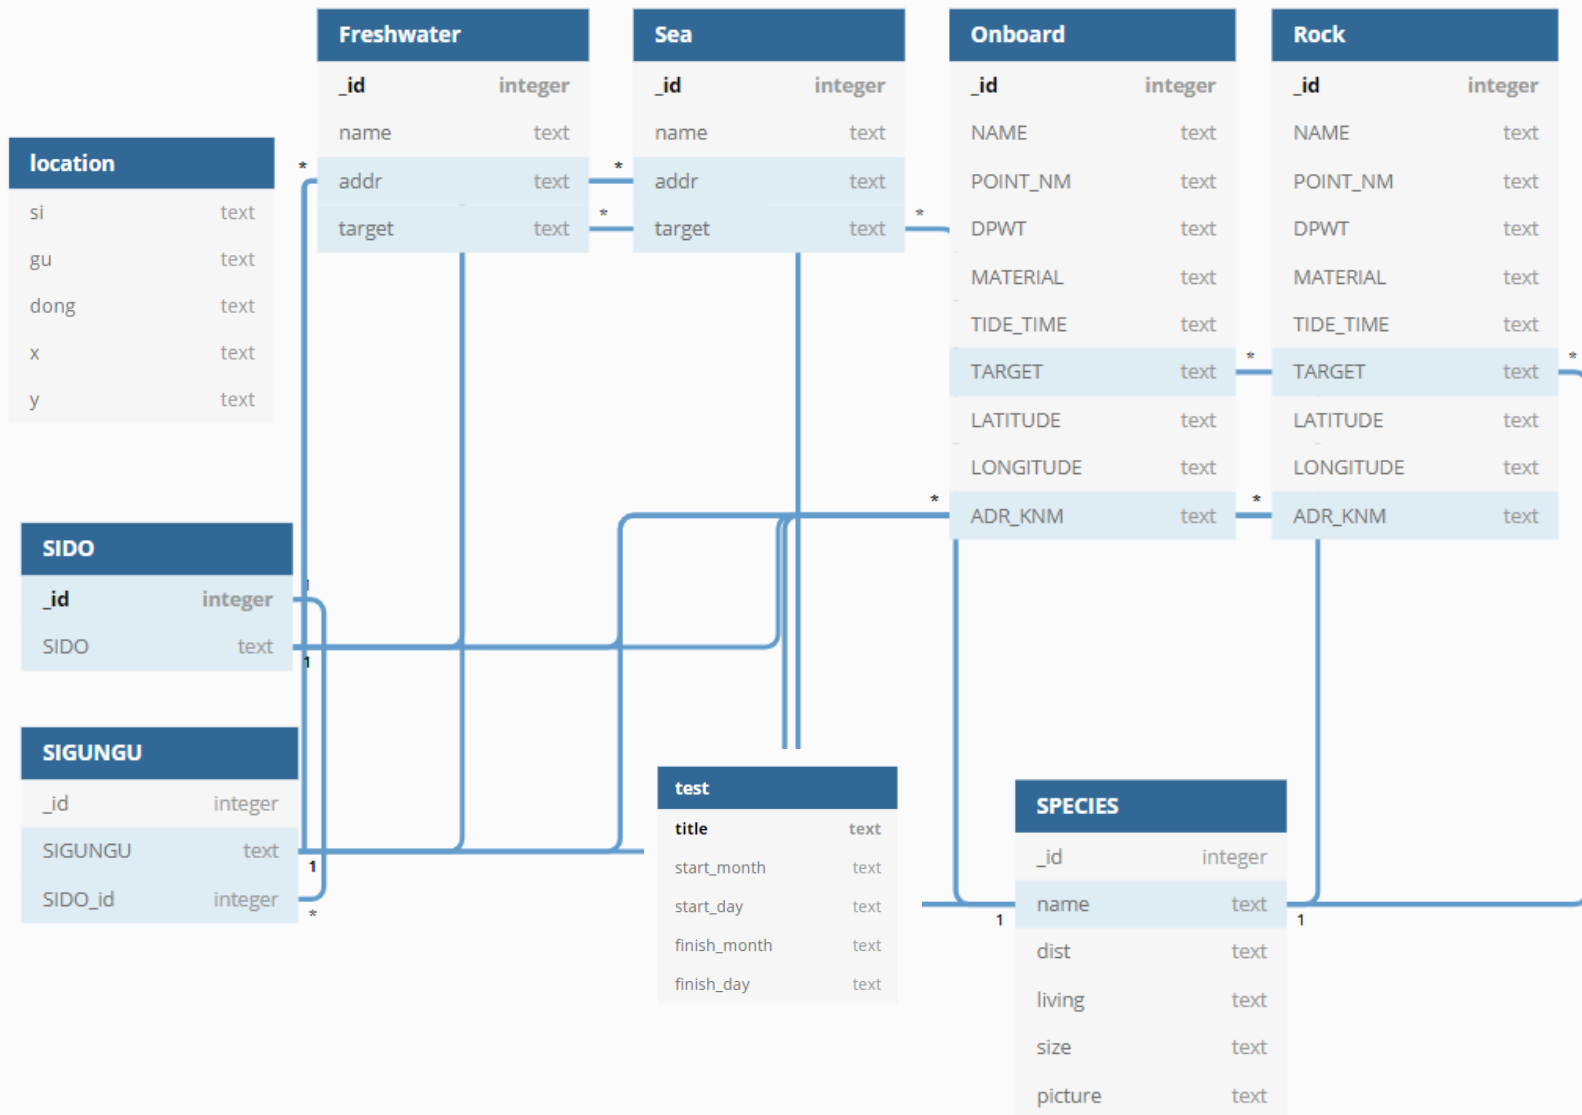 Freshwater
_id integer
name text
addr text
target text
Sea
_id integer
name text
addr text
target text
Onboard
_id integer
NAME text
POINT_NM text
DPWT text
MATERIAL text
TIDE_TIME text
TARGET text
LATITUDE text
LONGITUDE text
ADR_KNM text
Rock
_id integer
NAME text
POINT_NM text
DPWT text
MATERIAL text
TIDE_TIME text
TARGET text
LATITUDE text
LONGITUDE text
ADR_KNM text
location
si text
gu text
dong text
x text
y text
*
*
*
*
*
*
*
*
SIDO
_id integer
SIDO text
1
1
SIGUNGU
_id integer
SIGUNGU text
SIDO_id integer
1
*
test
title text
start_month text
start_day text
finish_month text
finish_day text
SPECIES
_id integer
name text
dist text
living text
size text
picture text
1
1